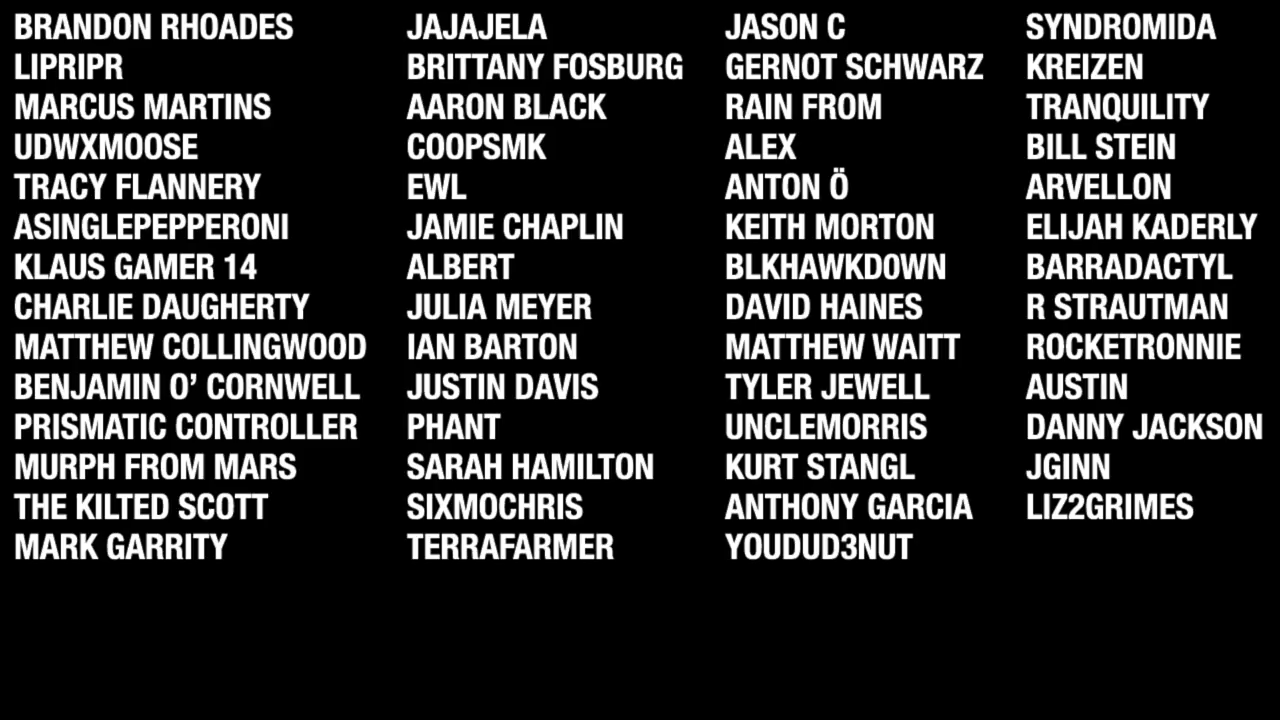 BRANDON RHOADES
LIPRIPR
MARCUS MARTINS
UDWXMOOSE
TRACY FLANNERY
ASINGLEPEPPERONI
KLAUS GAMER 14
CHARLIE DAUGHERTY
MATTHEW COLLINGWOOD
BENJAMIN O’ CORNWELL
PRISMATIC CONTROLLER
MURPH FROM MARS
THE KILTED SCOTT
MARK GARRITY
JAJAJELA
BRITTANY FOSBURG
AARON BLACK
COOPSMK
EWL
JAMIE CHAPLIN
ALBERT
JULIA MEYER
IAN BARTON
JUSTIN DAVIS
PHANT
SARAH HAMILTON
SIXMOCHRIS
TERRAFARMER
JASON C
GERNOT SCHWARZ
RAIN FROM
ALEX
ANTON Ö
KEITH MORTON
BLKHAWKD0WN
DAVID HAINES
MATTHEW WAITT
TYLER JEWELL
UNCLEMORRIS
KURT STANGL
ANTHONY GARCIA
YOUDUD3NUT
SYNDROMIDA
KREIZEN
TRANQUILITY
BILL STEIN
ARVELLON
ELIJAH KADERLY
BARRADACTYL
R STRAUTMAN
ROCKETRONNIE
AUSTIN
DANNY JACKSON
JGINN
LIZ2GRIMES